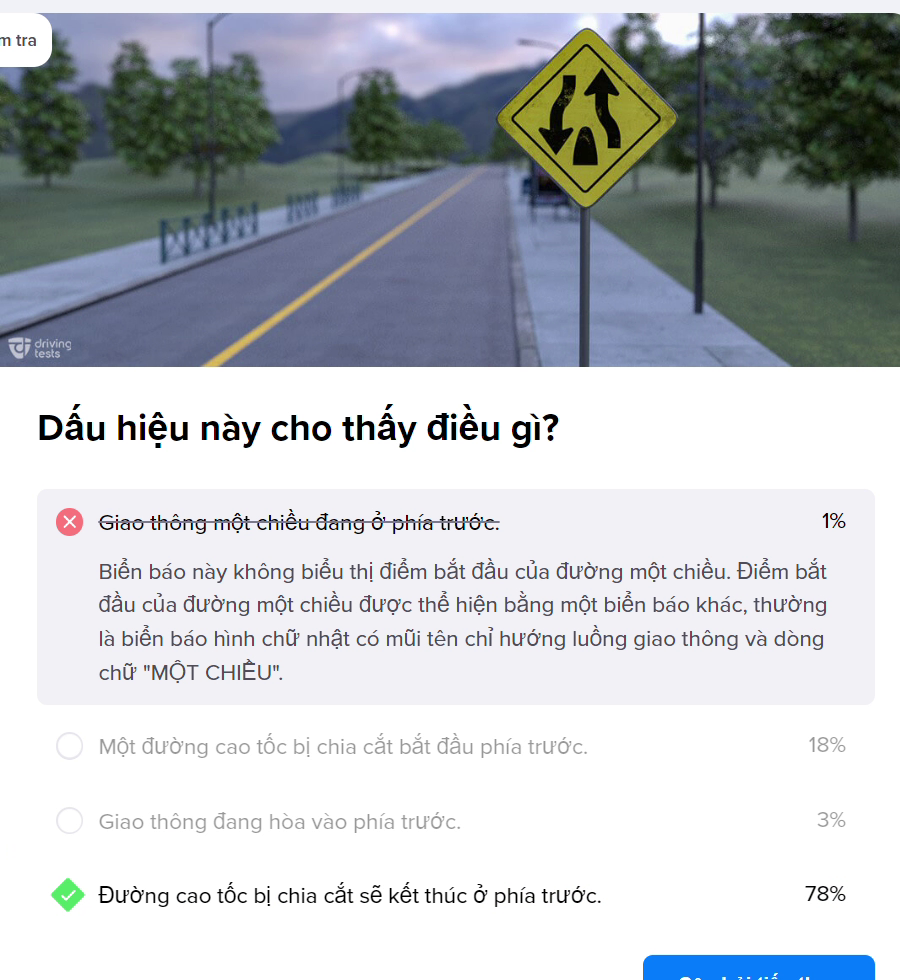 m tra
driving
tests
Dấu hiệu này cho thấy điều gì?
Giao thông một chiều đang ở phía trước. 1%
Biển báo này không biểu thị điểm bắt đầu của đường một chiều. Điểm bắt
đầu của đường một chiều được thể hiện bằng một biển báo khác, thường
là biển báo hình chữ nhật có mũi tên chỉ hướng luồng giao thông và dòng
chữ "MỘT CHIỀU".
Một đường cao tốc bị chia cắt bắt đầu phía trước. 18%
Giao thông đang hòa vào phía trước. 3%
Đường cao tốc bị chia cắt sẽ kết thúc ở phía trước. 78%